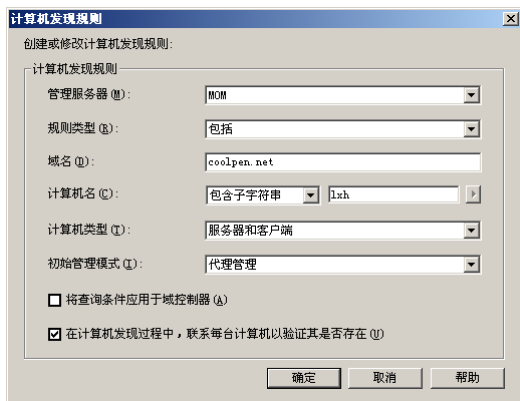 计算机发现规则
创建或修改计算机发现规则:
计算机发现规则
管理服务器(M): MOM
规则类型(R): 包括
域名(D): coolpen.net
计算机名(C): 包含子字符串 lxh
计算机类型(T): 服务器和客户端
初始管理模式(I): 代理管理
将查询条件应用于域控制器(A)
在计算机发现过程中，联系每台计算机以验证其是否存在(U)
确定 取消 帮助